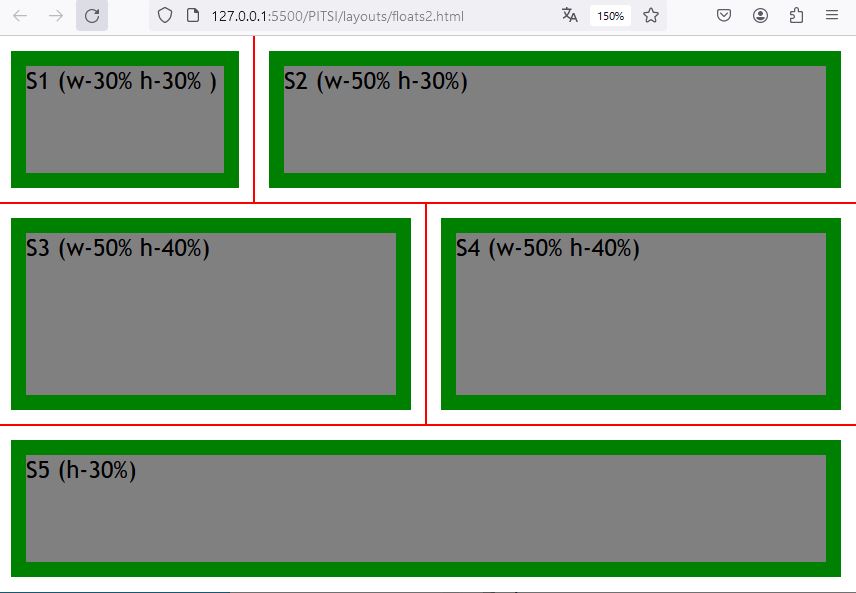 127.0.0.1:5500/PITSI/layouts/floats2.html
150%
S1 (w-30% h-30% )
S2 (w-50% h-30%)
S3 (w-50% h-40%)
S4 (w-50% h-40%)
S5 (h-30%)